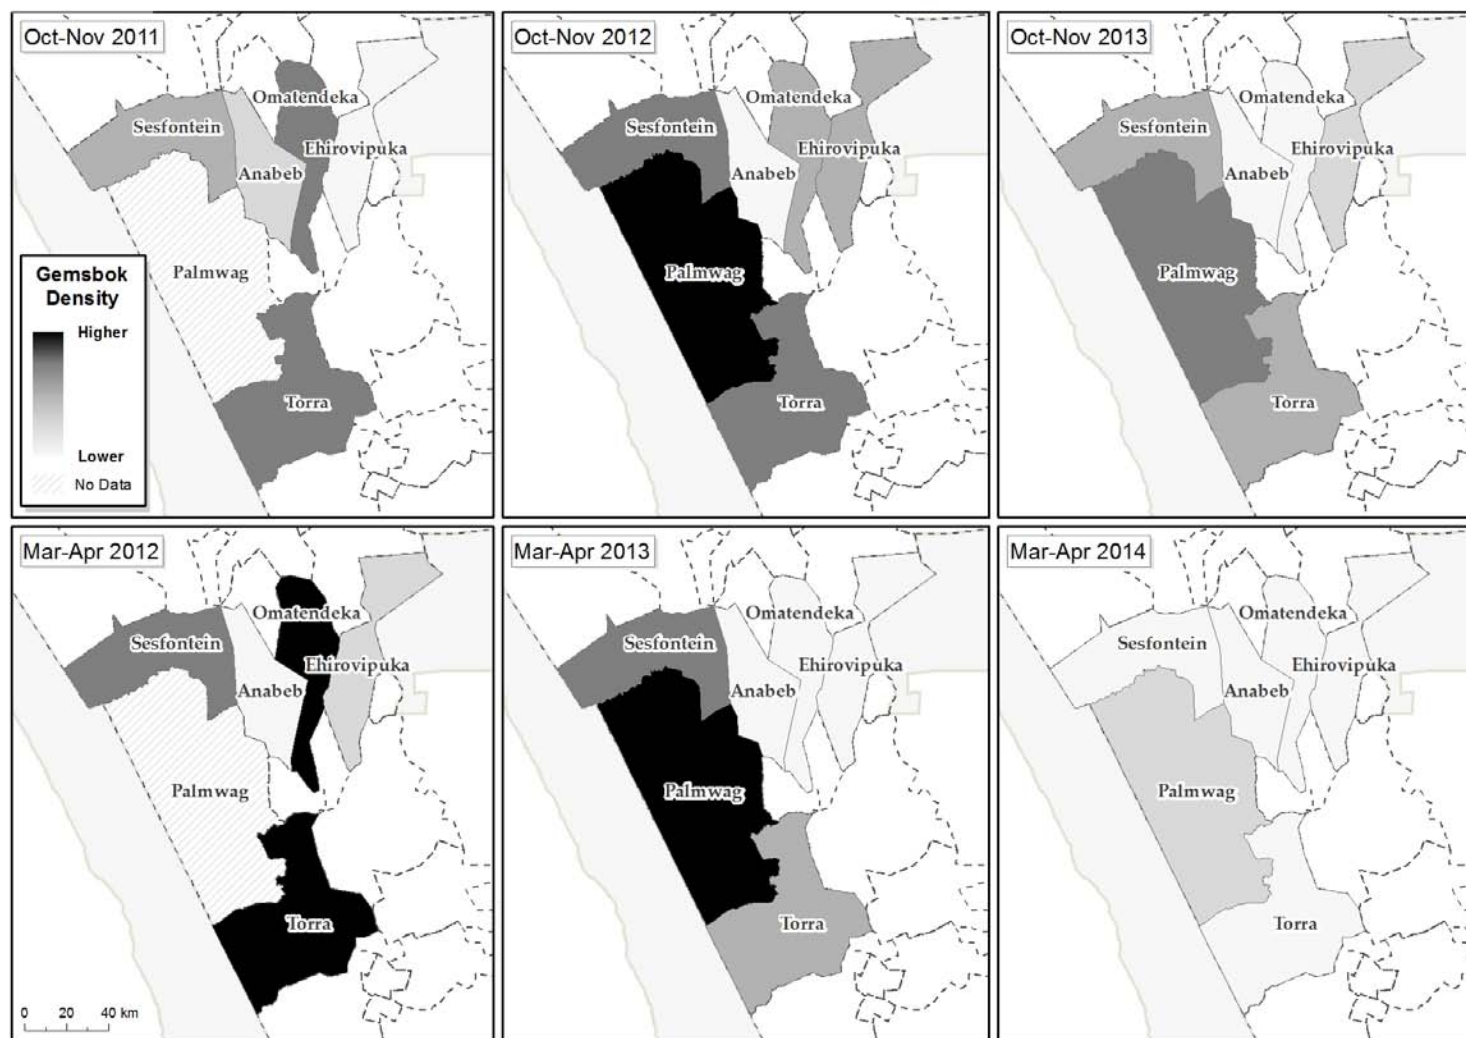 Oct-Nov 2011
Omatendeka
Sesfontein
Ehirovipuka
Anabeb
Palmwag
Torra
Gemsbok
Density
Higher
Lower
No Data
Oct-Nov 2012
Omatendeka
Sesfontein
Ehirovipuka
Anabeb
Palmwag
Torra
Oct-Nov 2013
Omatendeka
Sesfontein
Ehirovipuka
Anabeb
Palmwag
Torra
Mar-Apr 2012
Omatendeka
Sesfontein
Ehirovipuka
Anabeb
Palmwag
Torra
0 20 40 km
Mar-Apr 2013
Omatendeka
Sesfontein
Ehirovipuka
Anabeb
Palmwag
Torra
Mar-Apr 2014
Omatendeka
Sesfontein
Ehirovipuka
Anabeb
Palmwag
Torra